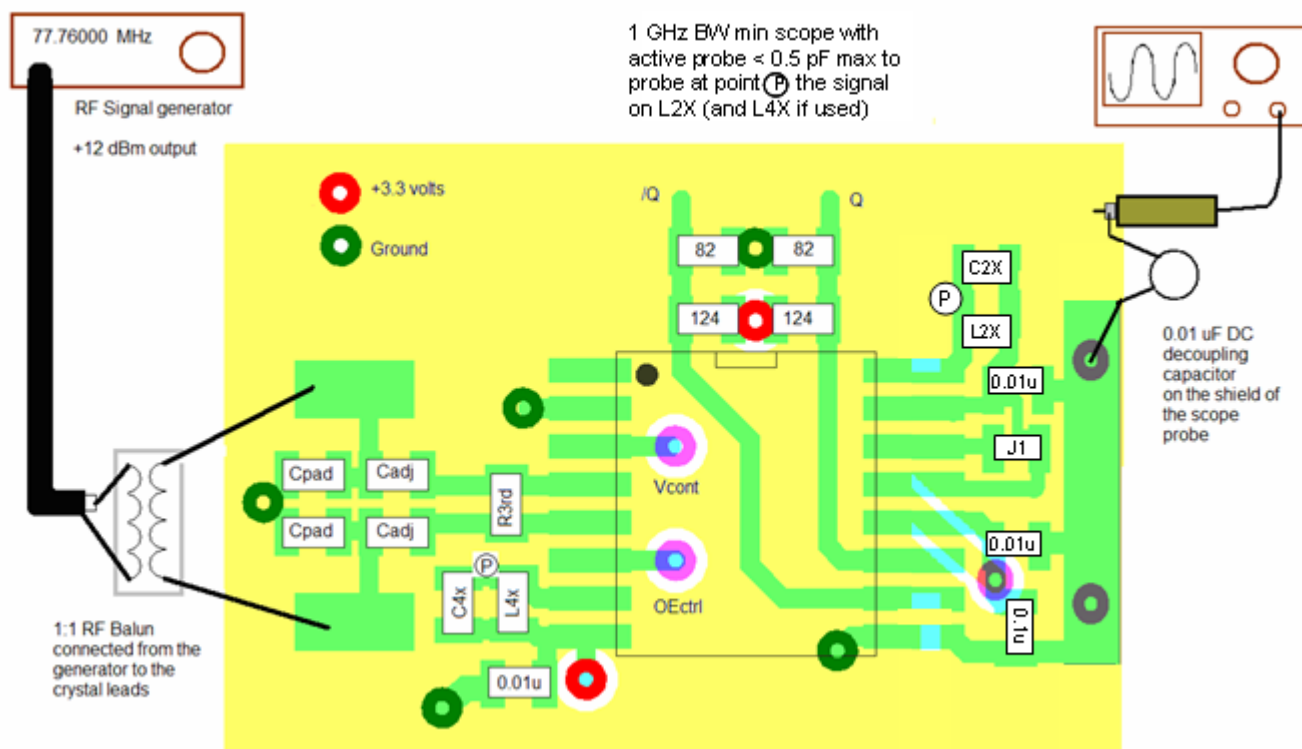 77.76000 MHz
RF Signal generator
+12 dBm output
1 GHz BW min scope with
active probe < 0.5 pF max to
probe at point P the signal
on L2X (and L4X if used)
+3.3 volts
Ground
/Q
Q
82
82
124
124
C2X
P
L2X
0.01u
J1
0.01 uF DC
decoupling
capacitor
on the shield of
the scope
probe
Cpad
Cadj
Cpad
Cadj
R3rd
Vcont
OEctrl
P
C4x
L4x
0.01u
0.01u
0.1u
1:1 RF Balun
connected from the
generator to the
crystal leads